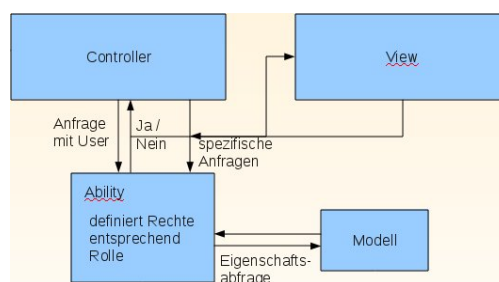 Controller
View
Anfrage
mit User
Ja /
Nein
spezifische
Anfragen
Ability
definiert Rechte
entsprechend
Rolle
Modell
Eigenschafts-
abfrage